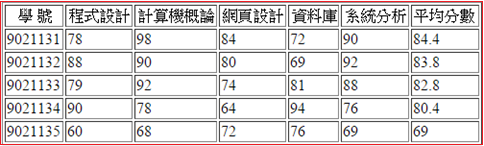 學 號 程式設計 計算機概論 網頁設計 資料庫 系統分析 平均分數
9021131 78 98 84 72 90 84.4
9021132 88 90 80 69 92 83.8
9021133 79 92 74 81 88 82.8
9021134 90 78 64 94 76 80.4
9021135 60 68 72 76 69 69